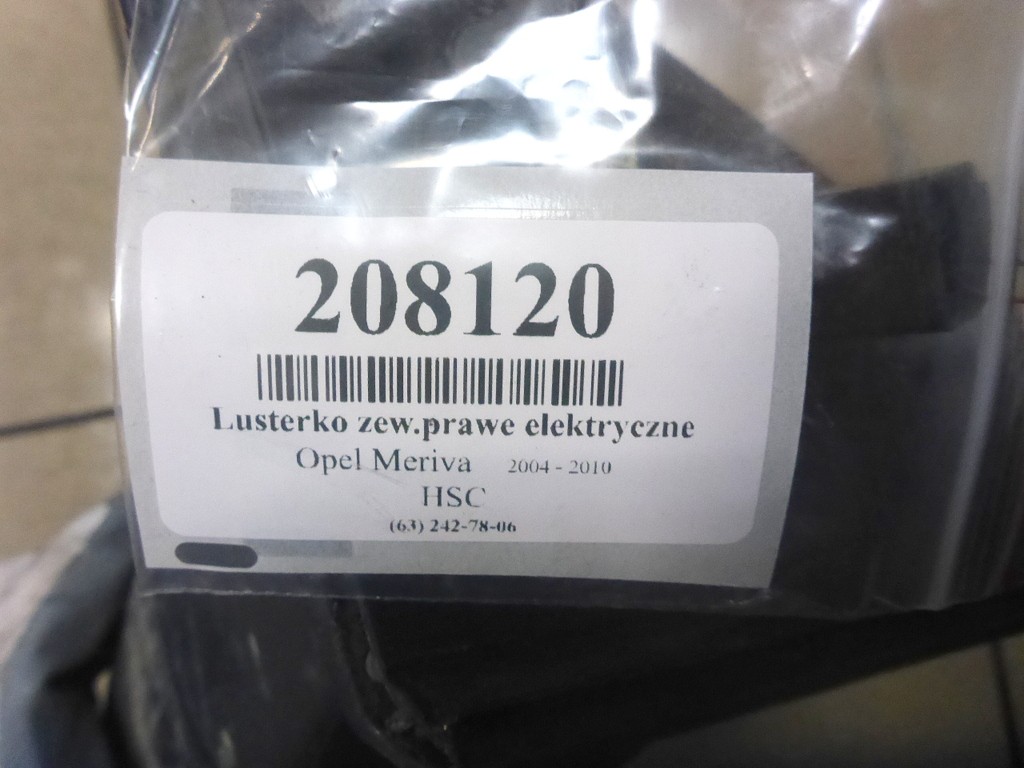 208120
Lusterko zew.prawe elektryczne
Opel Meriva 2004 - 2010
HSC
(63) 242-78-06